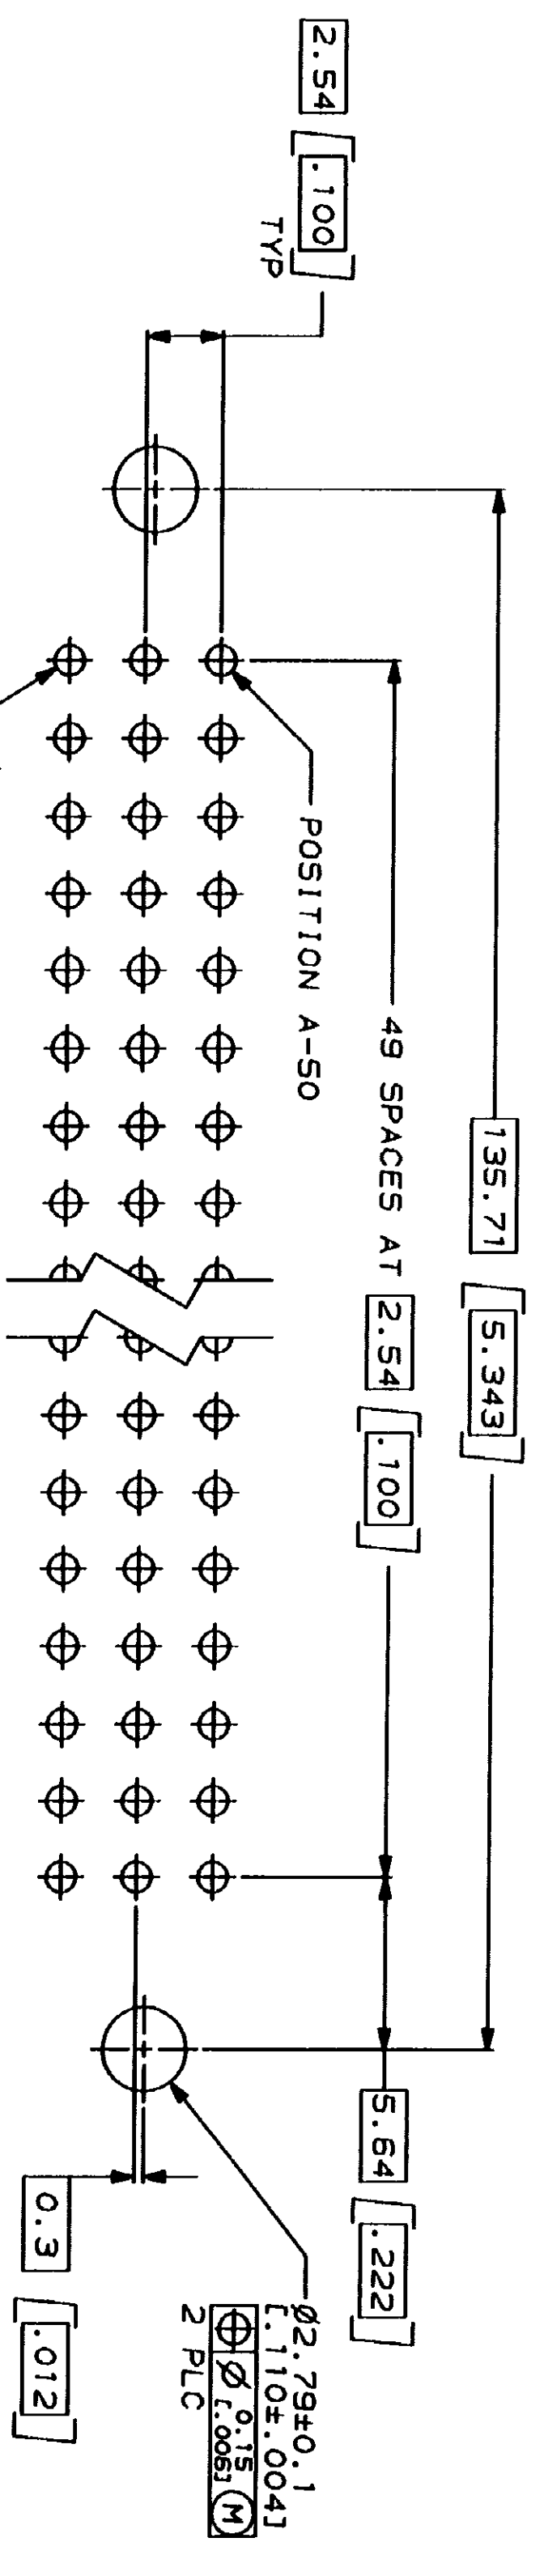 2.54 [.100]
TYP
135.71 [5.343]
49 SPACES AT 2.54 [.100]
POSITION A-50
5.64 [.222]
Ø2.79±0.1
[.110±.004]
⌖ Ø 0.15 Ⓜ
[.006]
2 PLC
0.3 [.012]